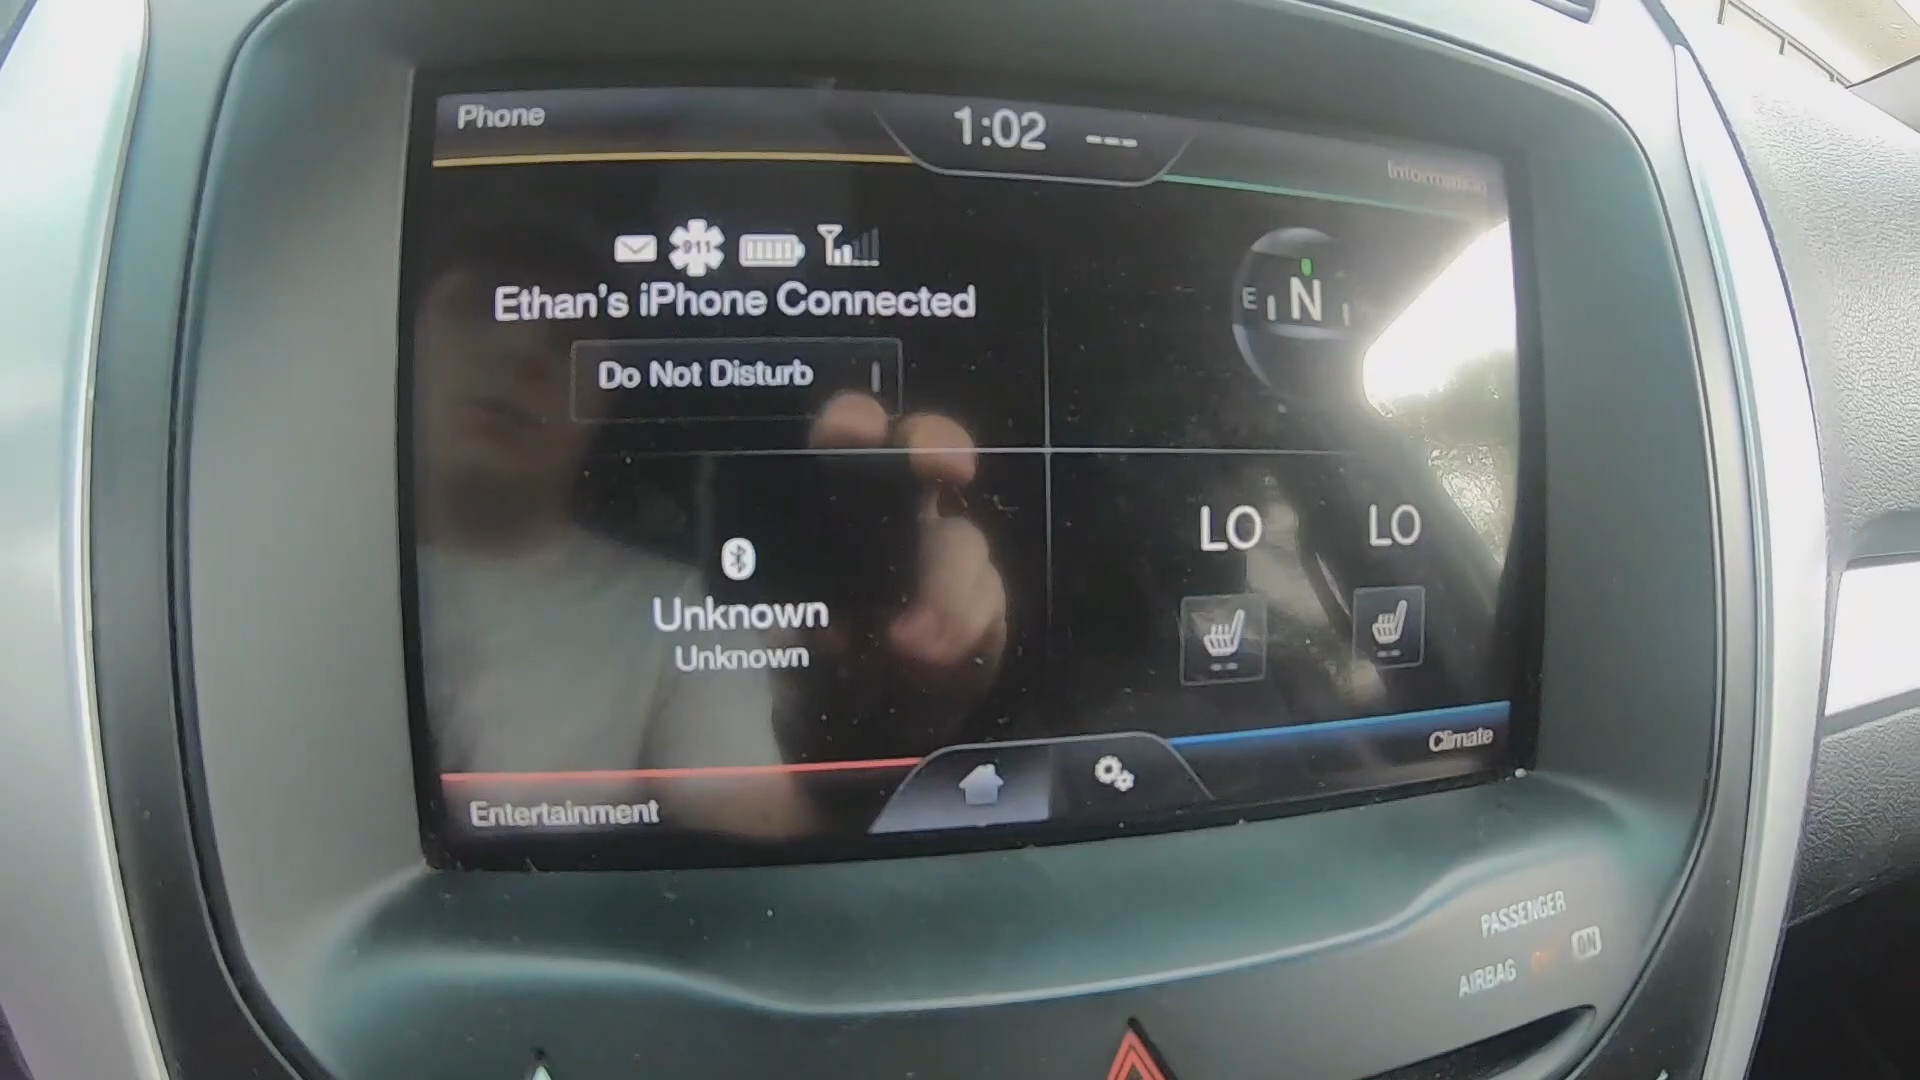 Phone
1:02 ---
Information
911
Ethan's iPhone Connected
Do Not Disturb
E N
Unknown
Unknown
LO LO
Climate
Entertainment
PASSENGER
AIRBAG
ON